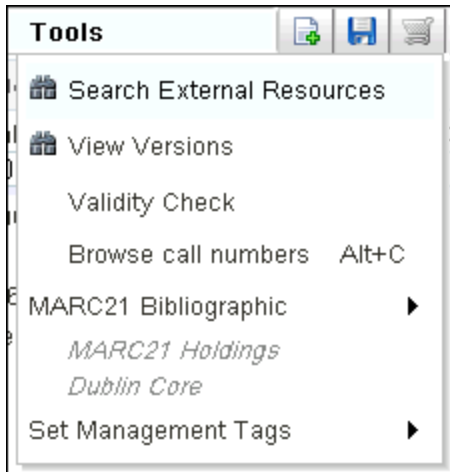 Tools
Search External Resources
View Versions
Validity Check
Browse call numbers Alt+C
MARC21 Bibliographic
MARC21 Holdings
Dublin Core
Set Management Tags